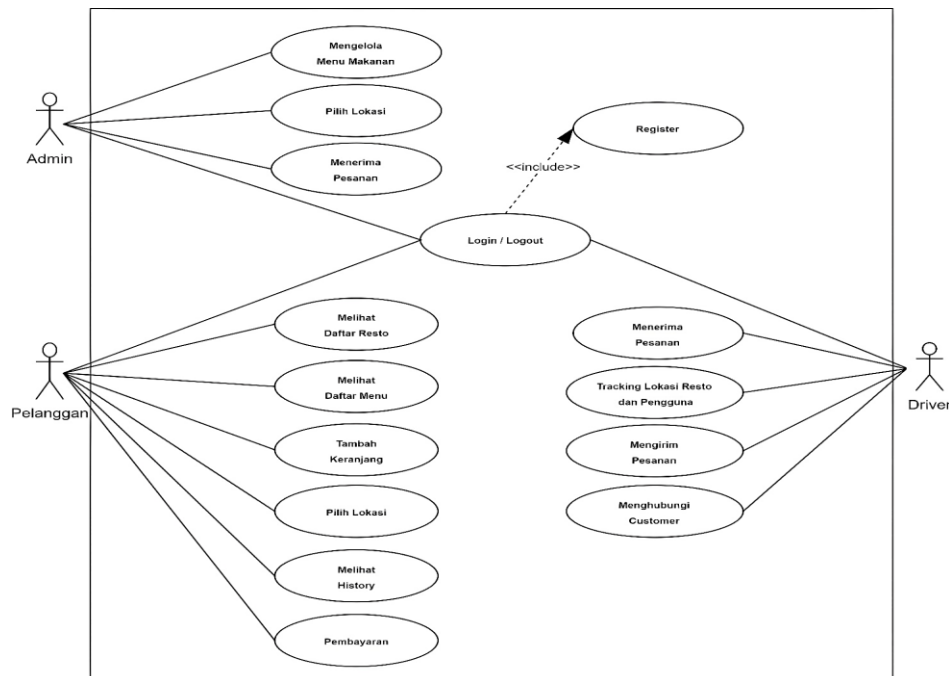 Mengelola
Menu Makanan
Admin
Pilih Lokasi
Menerima
Pesanan
Register
<<include>>
Login / Logout
Pelanggan
Melihat
Daftar Resto
Melihat
Daftar Menu
Tambah
Keranjang
Pilih Lokasi
Melihat
History
Pembayaran
Menerima
Pesanan
Tracking Lokasi Resto
dan Pengguna
Mengirim
Pesanan
Menghubungi
Customer
Driver